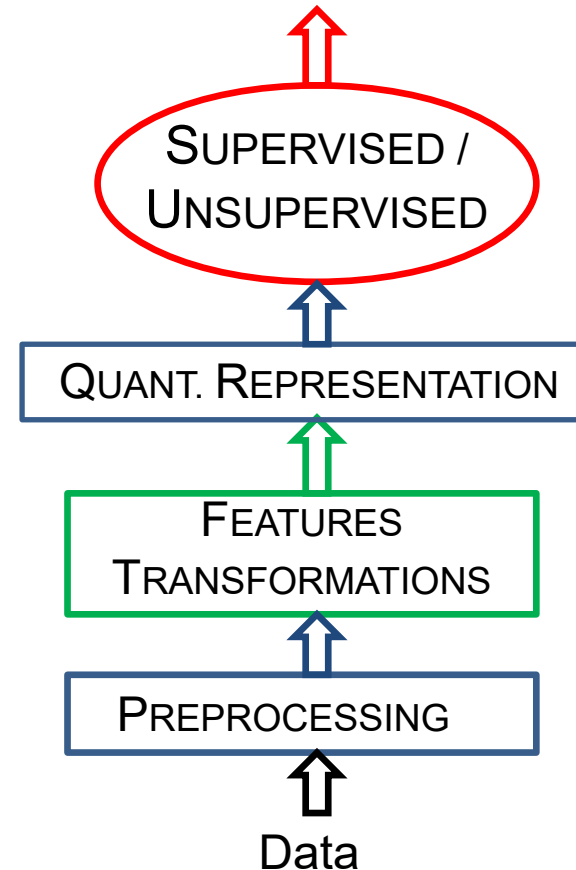 SUPERVISED /
UNSUPERVISED
QUANT. REPRESENTATION
FEATURES
TRANSFORMATIONS
PREPROCESSING
Data